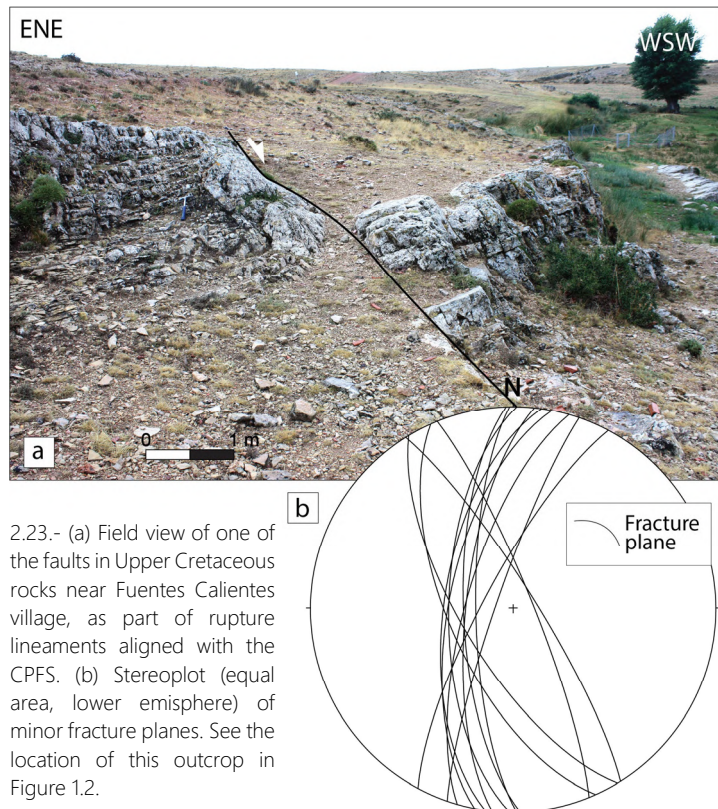 ENE
WSW
0 1 m
a
N
b
Fracture
plane
2.23.- (a) Field view of one of
the faults in Upper Cretaceous
rocks near Fuentes Calientes
village, as part of rupture
lineaments aligned with the
CPFS. (b) Stereoplot (equal
area, lower emisphere) of
minor fracture planes. See the
location of this outcrop in
Figure 1.2.